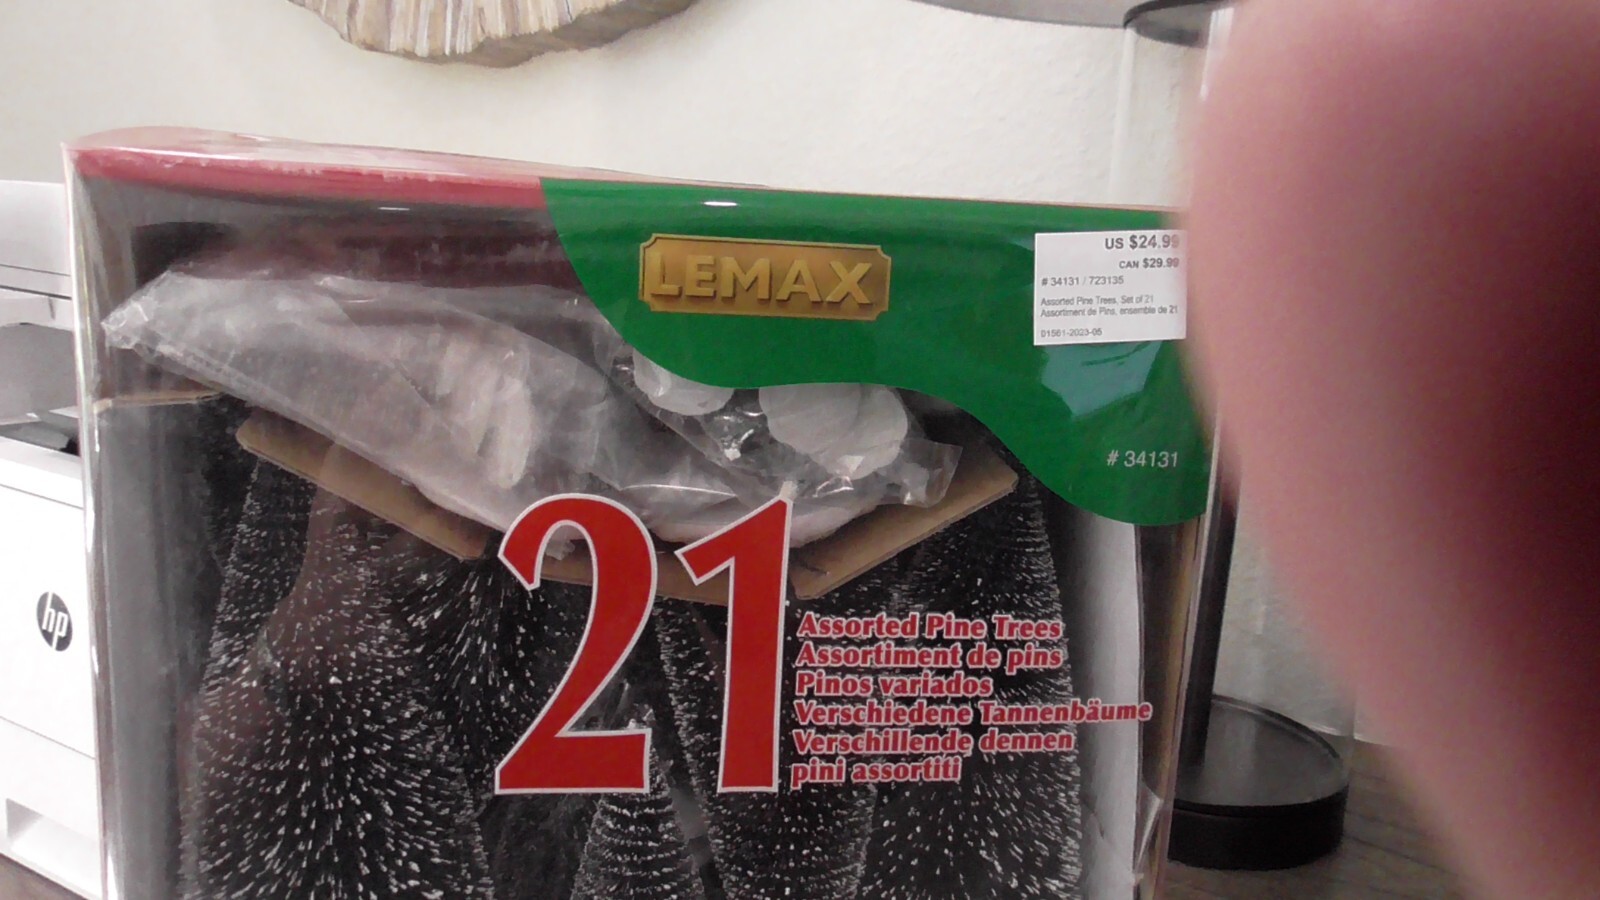 LEMAX
US $24.99
CAN $29.99
# 34131 / 723135
Assorted Pine Trees, Set of 21
Assortiment de Pins, ensemble de 21
01561-2023-05
# 34131
21
Assorted Pine Trees
Assortiment de pins
Pinos variados
Verschiedene Tannenbäume
Verschillende dennen
pini assortiti
hp